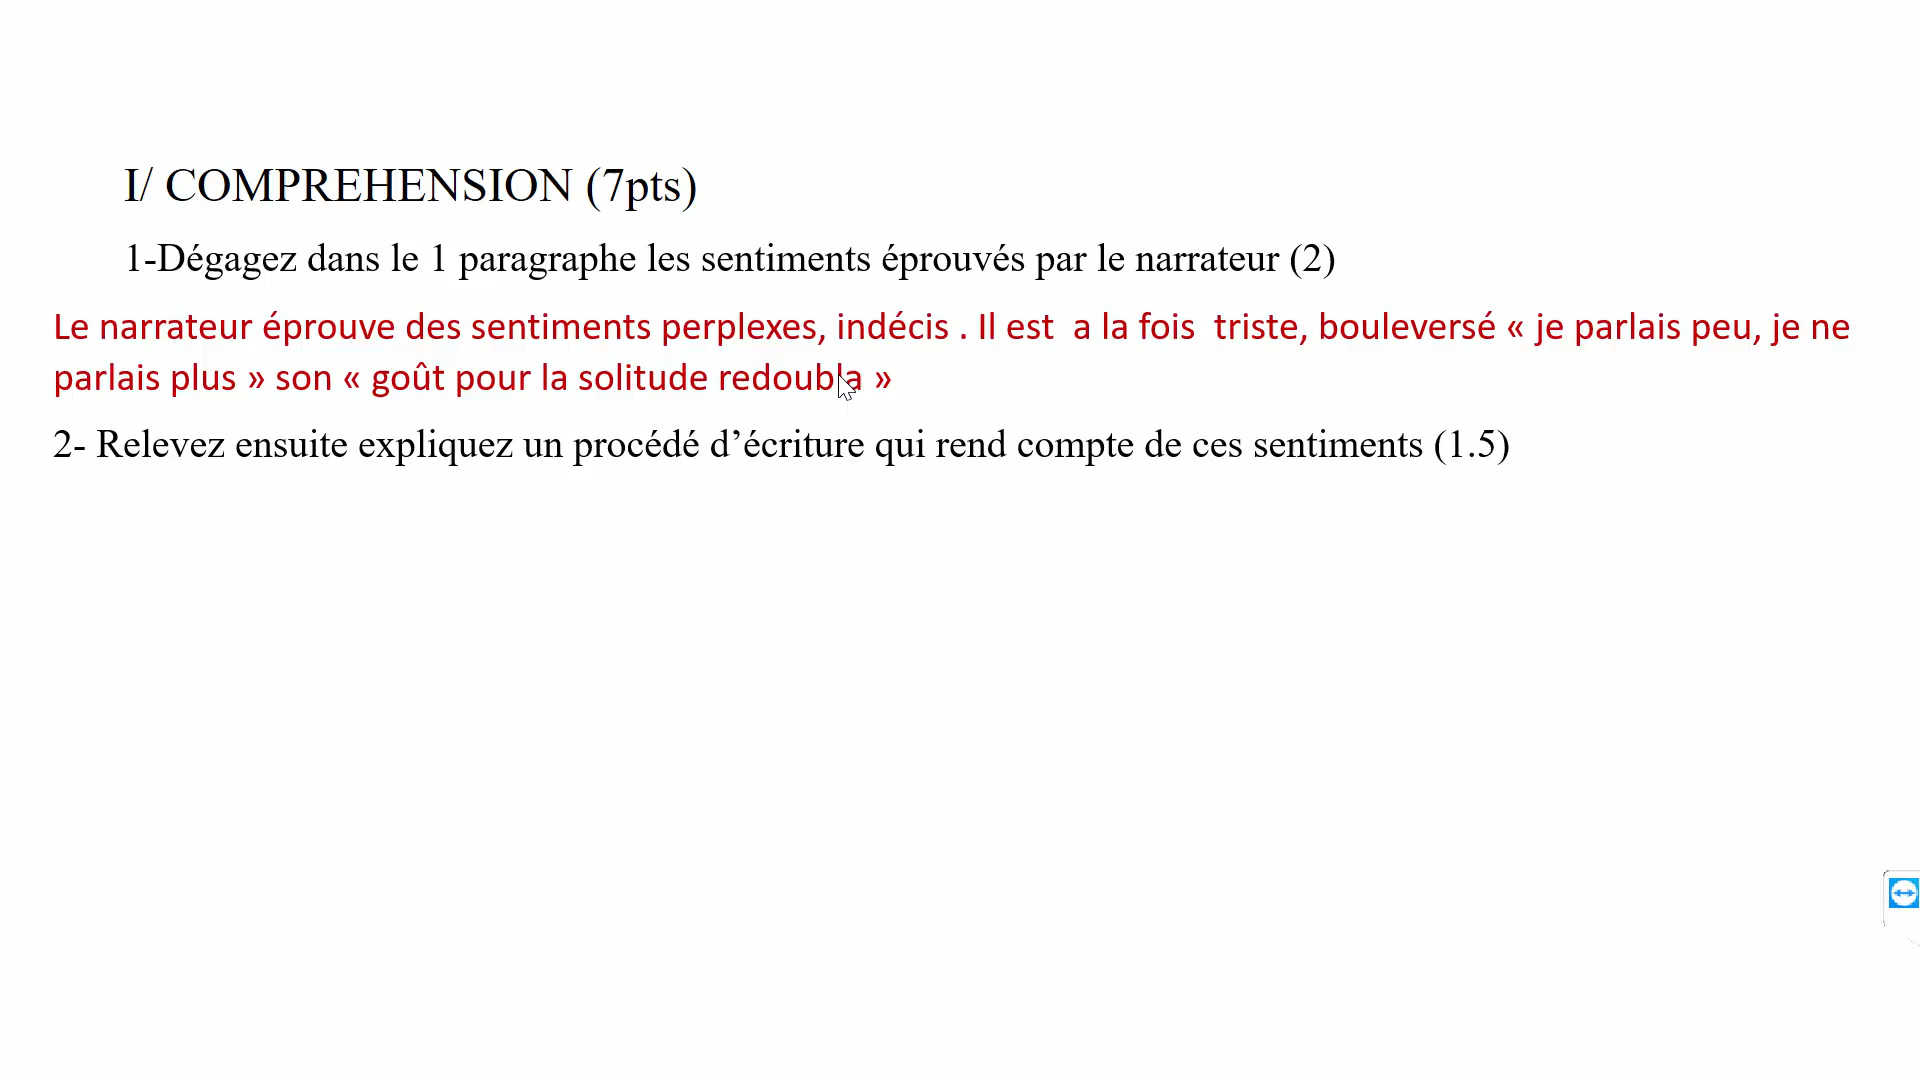 I/ COMPREHENSION (7pts)
1-Dégagez dans le 1 paragraphe les sentiments éprouvés par le narrateur (2)
Le narrateur éprouve des sentiments perplexes, indécis . Il est  a la fois  triste, bouleversé « je parlais peu, je ne
parlais plus » son « goût pour la solitude redoubla »
2- Relevez ensuite expliquez un procédé d’écriture qui rend compte de ces sentiments (1.5)